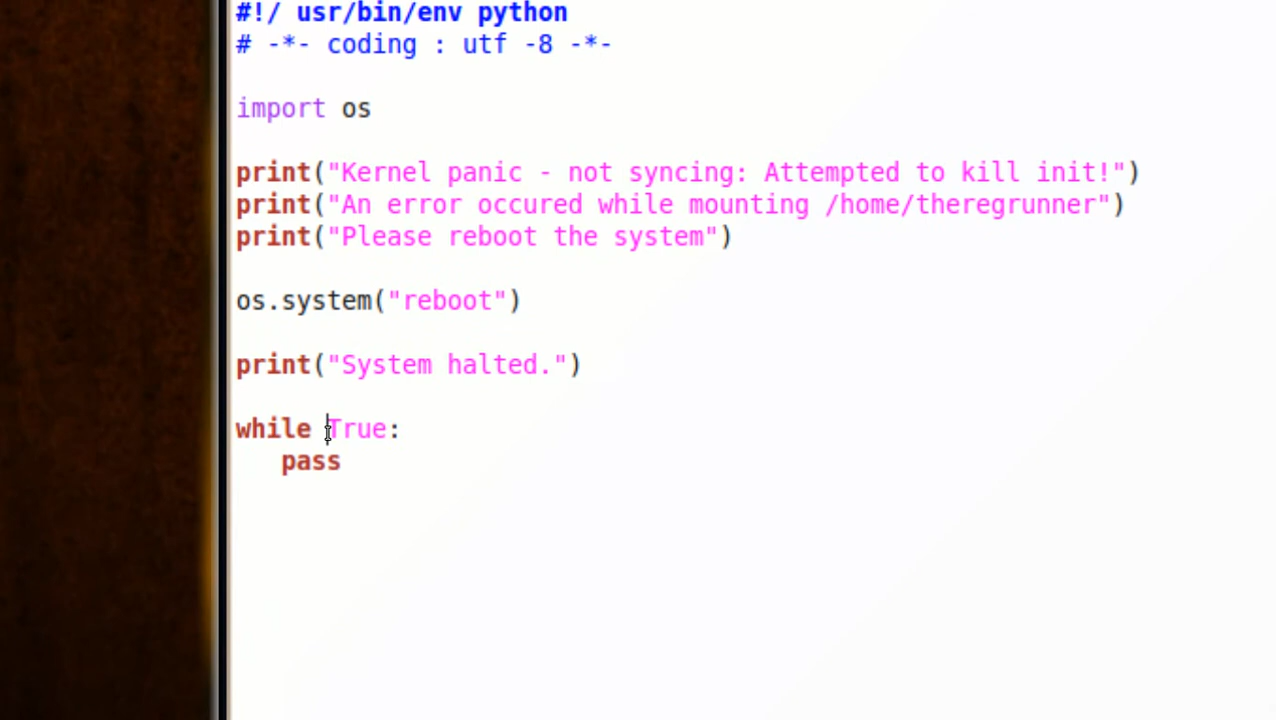 #!/ usr/bin/env python
# -*- coding : utf -8 -*-
import os
print("Kernel panic - not syncing: Attempted to kill init!")
print("An error occured while mounting /home/theregrunner")
print("Please reboot the system")
os.system("reboot")
print("System halted.")
while True:
   pass